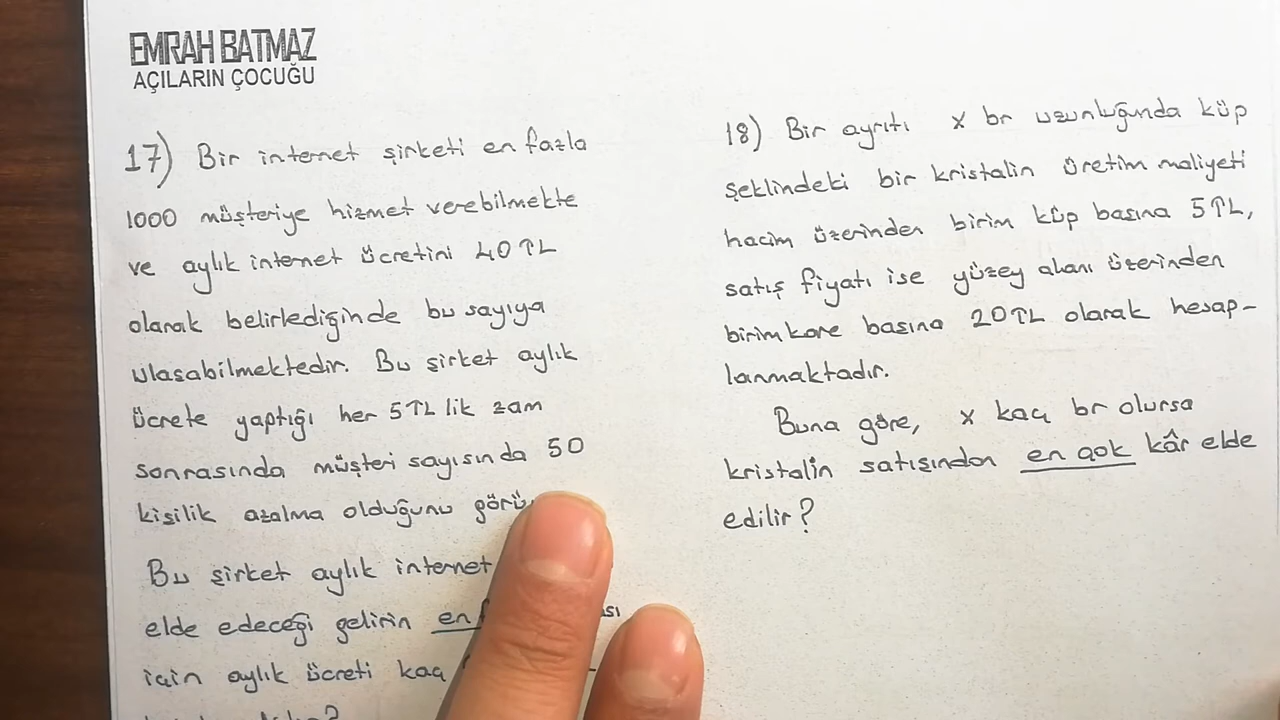 EMRAH BATMAZ
AÇILARIN ÇOCUĞU
17) Bir internet şirketi en fazla
1000 müşteriye hizmet verebilmekte
ve aylık internet ücretini 40 TL
olarak belirlediğinde bu sayıya
ulaşabilmektedir. Bu şirket aylık
ücrete yaptığı her 5 TL lik zam
sonrasında müşteri sayısında 50
kişilik azalma olduğunu
Bu şirket aylık internet
elde edeceği gelirin en
için aylık ücreti kaç
18) Bir ayrıtı x br uzunluğunda küp
şeklindeki bir kristalin üretim maliyeti
hacim üzerinden birim küp başına 5 TL,
satış fiyatı ise yüzey alanı üzerinden
birimkare başına 20 TL olarak hesap-
lanmaktadır.
Buna göre, x kaç br olursa
kristalin satışından en çok kâr elde
edilir?